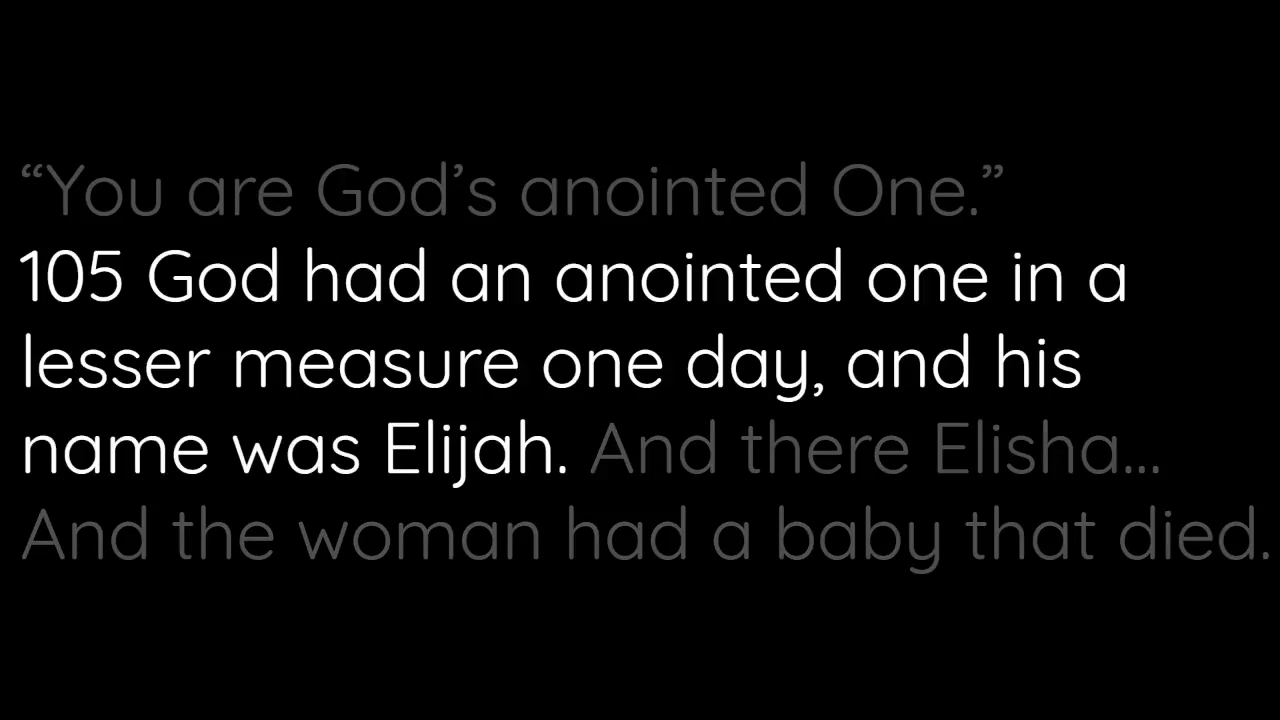 “You are God’s anointed One.”
105 God had an anointed one in a
lesser measure one day, and his
name was Elijah. And there Elisha...
And the woman had a baby that died.